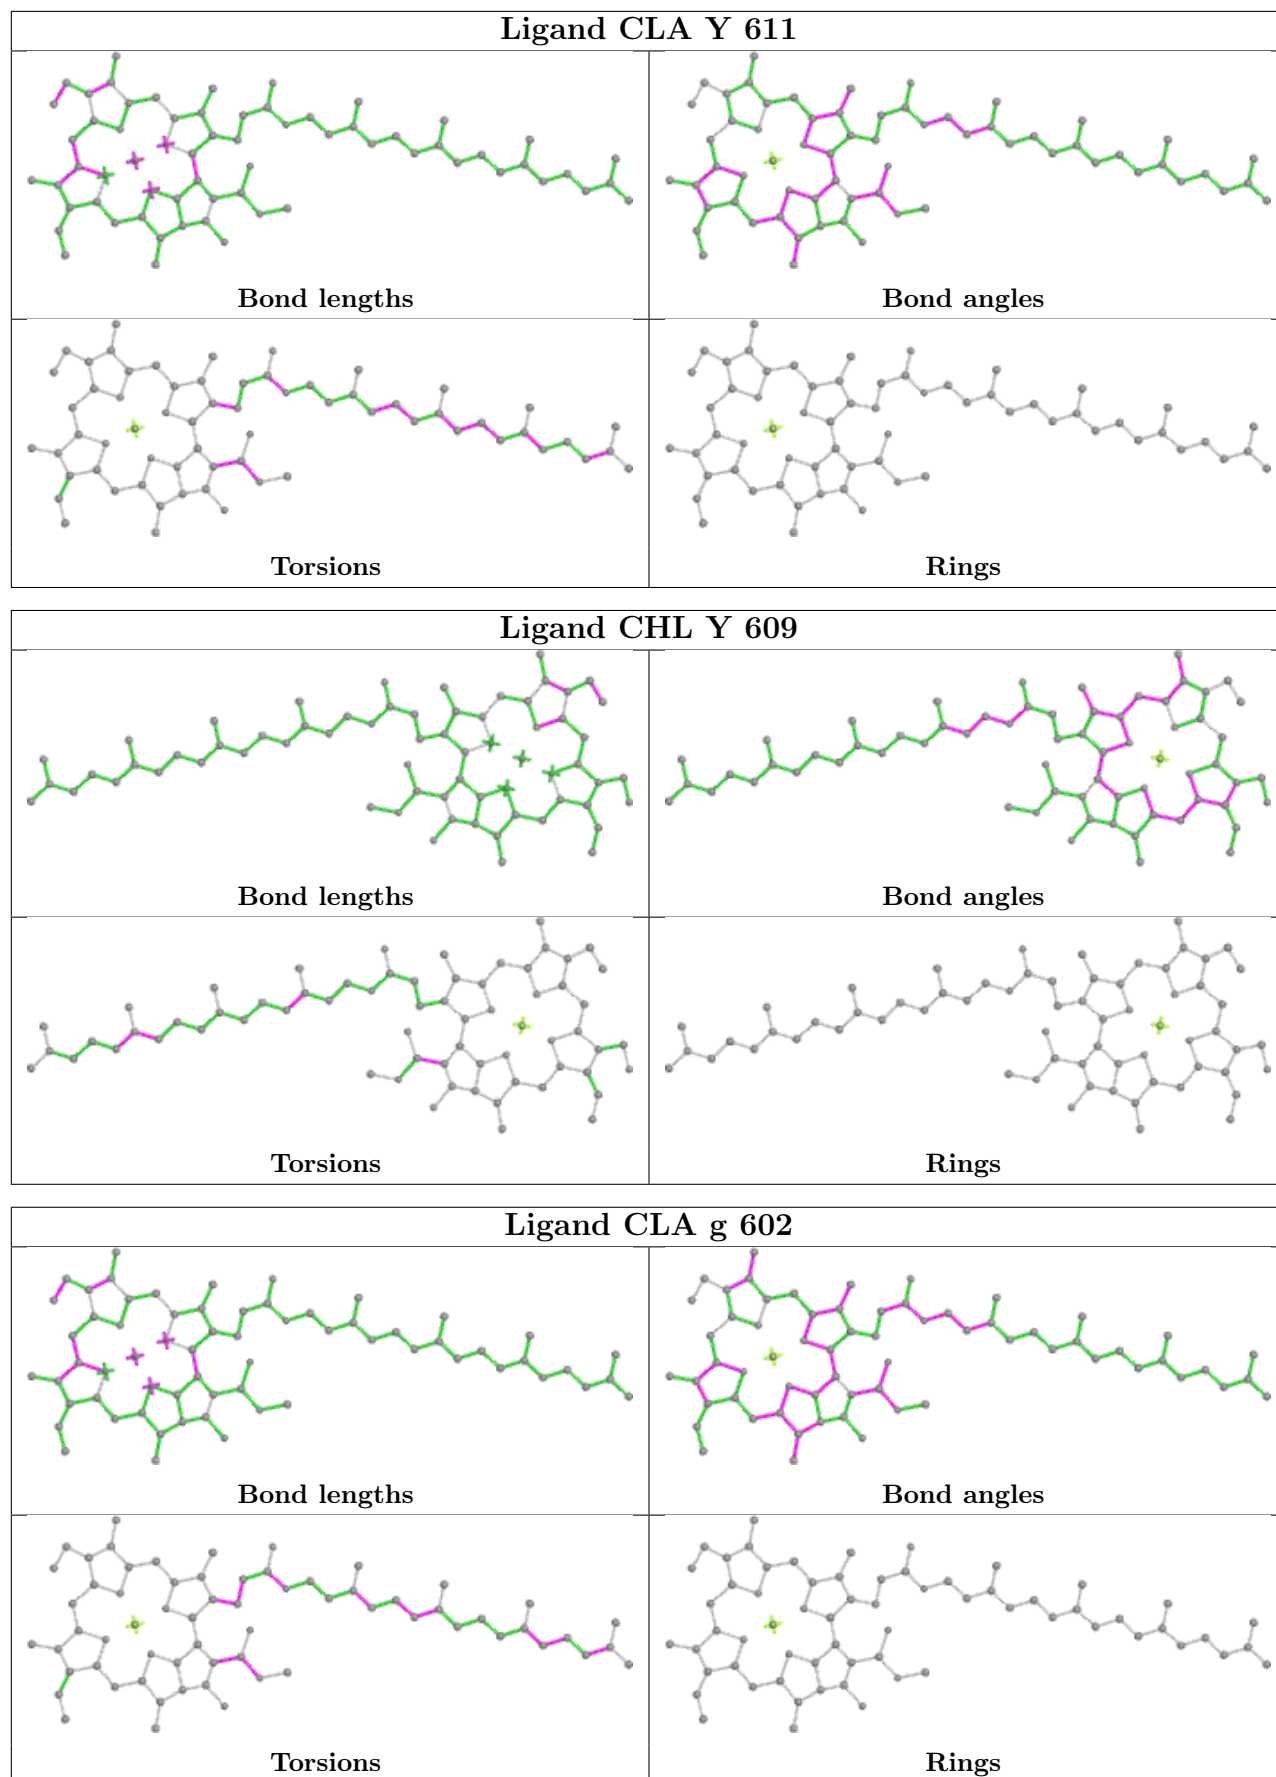 Ligand CLA Y 611
Bond lengths
Bond angles
Torsions
Rings
Ligand CHL Y 609
Bond lengths
Bond angles
Torsions
Rings
Ligand CLA g 602
Bond lengths
Bond angles
Torsions
Rings